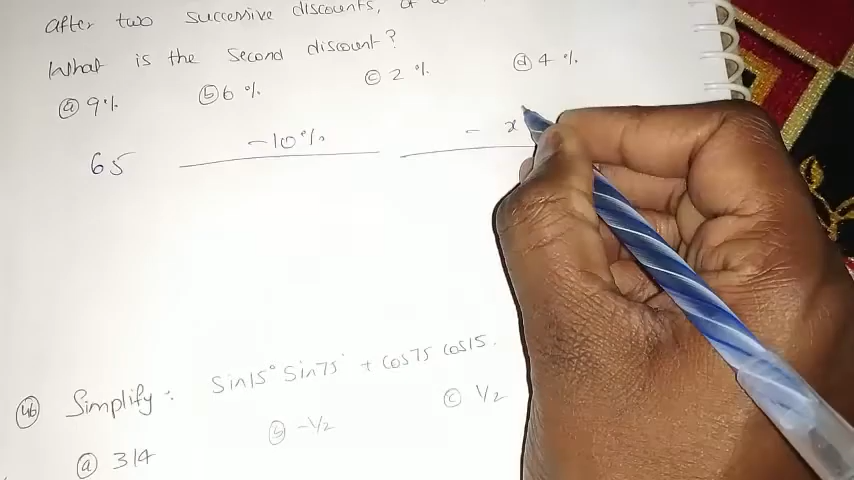 after two successive discounts,
What is the second discount?
ⓐ 9% ⓑ 6 % ⓒ 2 % ⓓ 4 %
65 -10% - x
46 Simplify: Sin15° Sin75° + Cos75 Cos15.
ⓐ 3/4 ⓑ -1/2 ⓒ 1/2